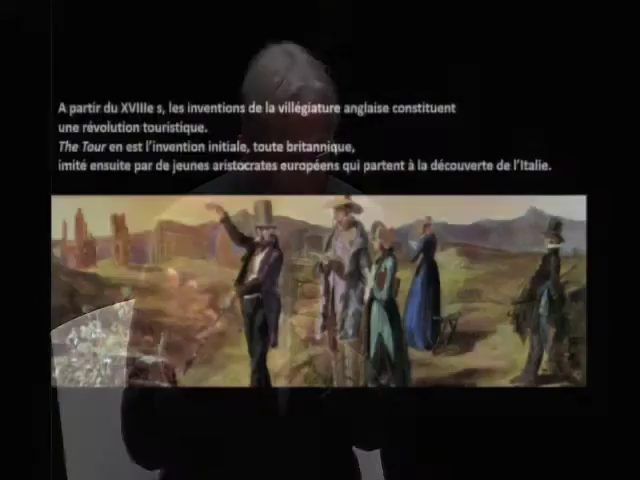 A partir du XVIIIe s, les inventions de la villégiature anglaise constituent
une révolution touristique.
The Tour en est l'invention initiale, toute britannique,
imité ensuite par de jeunes aristocrates européens qui partent à la découverte de l'Italie.